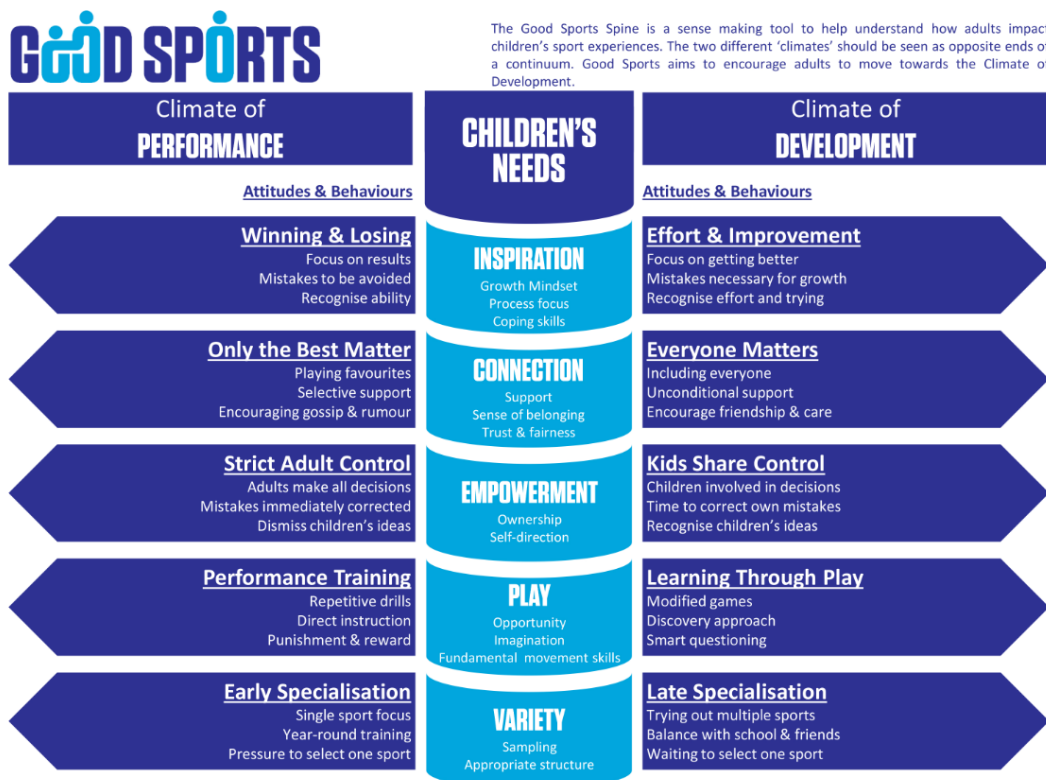 GOOD SPORTS
The Good Sports Spine is a sense making tool to help understand how adults impact
children's sport experiences. The two different 'climates' should be seen as opposite ends of
a continuum. Good Sports aims to encourage adults to move towards the Climate of
Development.
Climate of
PERFORMANCE
CHILDREN'S
NEEDS
Climate of
DEVELOPMENT
Attitudes & Behaviours
Attitudes & Behaviours
Winning & Losing
Focus on results
Mistakes to be avoided
Recognise ability
INSPIRATION
Growth Mindset
Process focus
Coping skills
Effort & Improvement
Focus on getting better
Mistakes necessary for growth
Recognise effort and trying
Only the Best Matter
Playing favourites
Selective support
Encouraging gossip & rumour
CONNECTION
Support
Sense of belonging
Trust & fairness
Everyone Matters
Including everyone
Unconditional support
Encourage friendship & care
Strict Adult Control
Adults make all decisions
Mistakes immediately corrected
Dismiss children's ideas
EMPOWERMENT
Ownership
Self-direction
Kids Share Control
Children involved in decisions
Time to correct own mistakes
Recognise children's ideas
Performance Training
Repetitive drills
Direct instruction
Punishment & reward
PLAY
Opportunity
Imagination
Fundamental movement skills
Learning Through Play
Modified games
Discovery approach
Smart questioning
Early Specialisation
Single sport focus
Year-round training
Pressure to select one sport
VARIETY
Sampling
Appropriate structure
Late Specialisation
Trying out multiple sports
Balance with school & friends
Waiting to select one sport